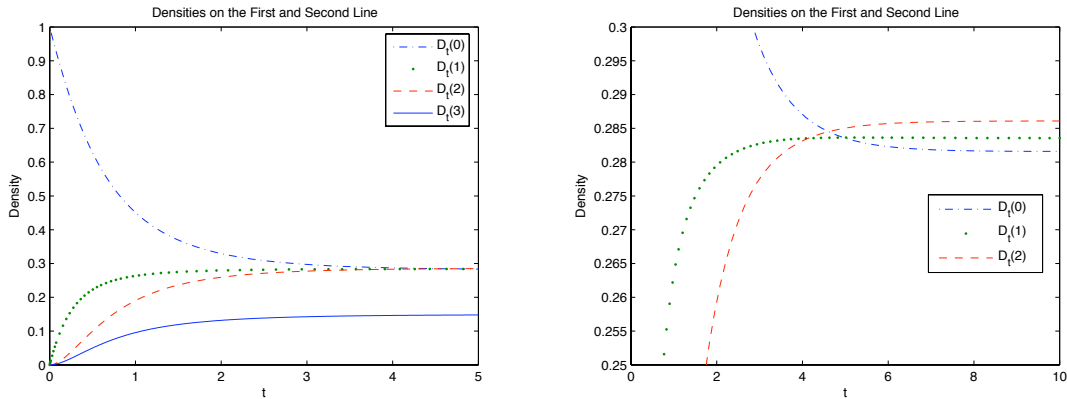 Densities on the First and Second Line
1
0.9
0.8
0.7
0.6
0.5
0.4
0.3
0.2
0.1
0
Density
0 1 2 3 4 5
t
D_t(0)
D_t(1)
D_t(2)
D_t(3)
Densities on the First and Second Line
0.3
0.295
0.29
0.285
0.28
0.275
0.27
0.265
0.26
0.255
0.25
Density
0 2 4 6 8 10
t
D_t(0)
D_t(1)
D_t(2)